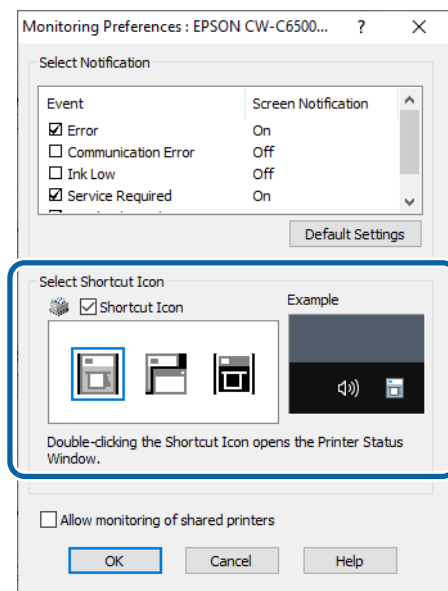 Monitoring Preferences : EPSON CW-C6500... ?
Select Notification
Event Screen Notification
Error On
Communication Error Off
Ink Low Off
Service Required On
Default Settings
Select Shortcut Icon
Shortcut Icon
Example
Double-clicking the Shortcut Icon opens the Printer Status
Window.
Allow monitoring of shared printers
OK Cancel Help